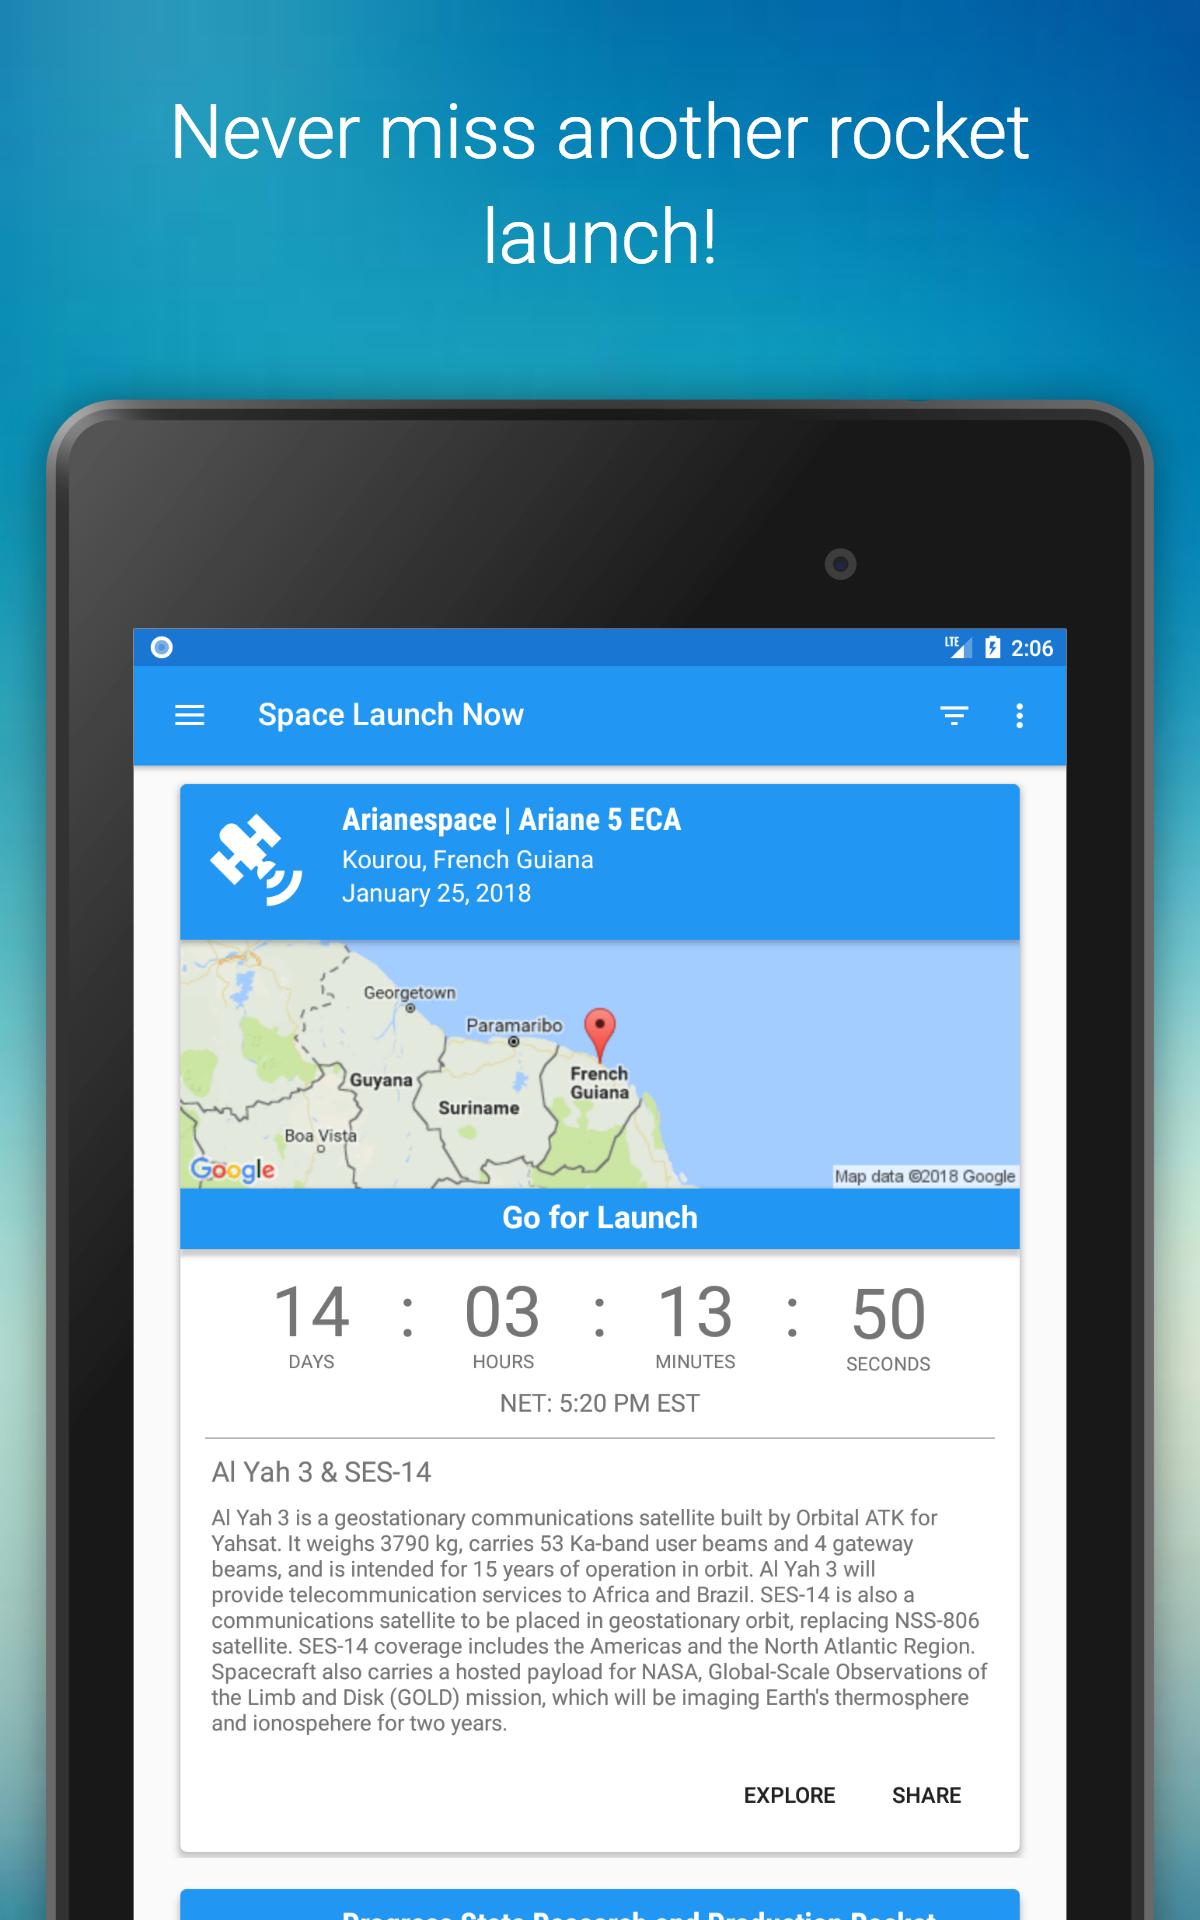 Never miss another rocket
launch!
LTE 2:06
Space Launch Now
Arianespace | Ariane 5 ECA
Kourou, French Guiana
January 25, 2018
Georgetown
Paramaribo
French
Guiana
Guyana
Suriname
Boa Vista
Google
Map data ©2018 Google
Go for Launch
14 : 03 : 13 : 50
DAYS HOURS MINUTES SECONDS
NET: 5:20 PM EST
Al Yah 3 & SES-14
Al Yah 3 is a geostationary communications satellite built by Orbital ATK for
Yahsat. It weighs 3790 kg, carries 53 Ka-band user beams and 4 gateway
beams, and is intended for 15 years of operation in orbit. Al Yah 3 will
provide telecommunication services to Africa and Brazil. SES-14 is also a
communications satellite to be placed in geostationary orbit, replacing NSS-806
satellite. SES-14 coverage includes the Americas and the North Atlantic Region.
Spacecraft also carries a hosted payload for NASA, Global-Scale Observations of
the Limb and Disk (GOLD) mission, which will be imaging Earth's thermosphere
and ionospehere for two years.
EXPLORE SHARE
Progress State Research and Production Rocket